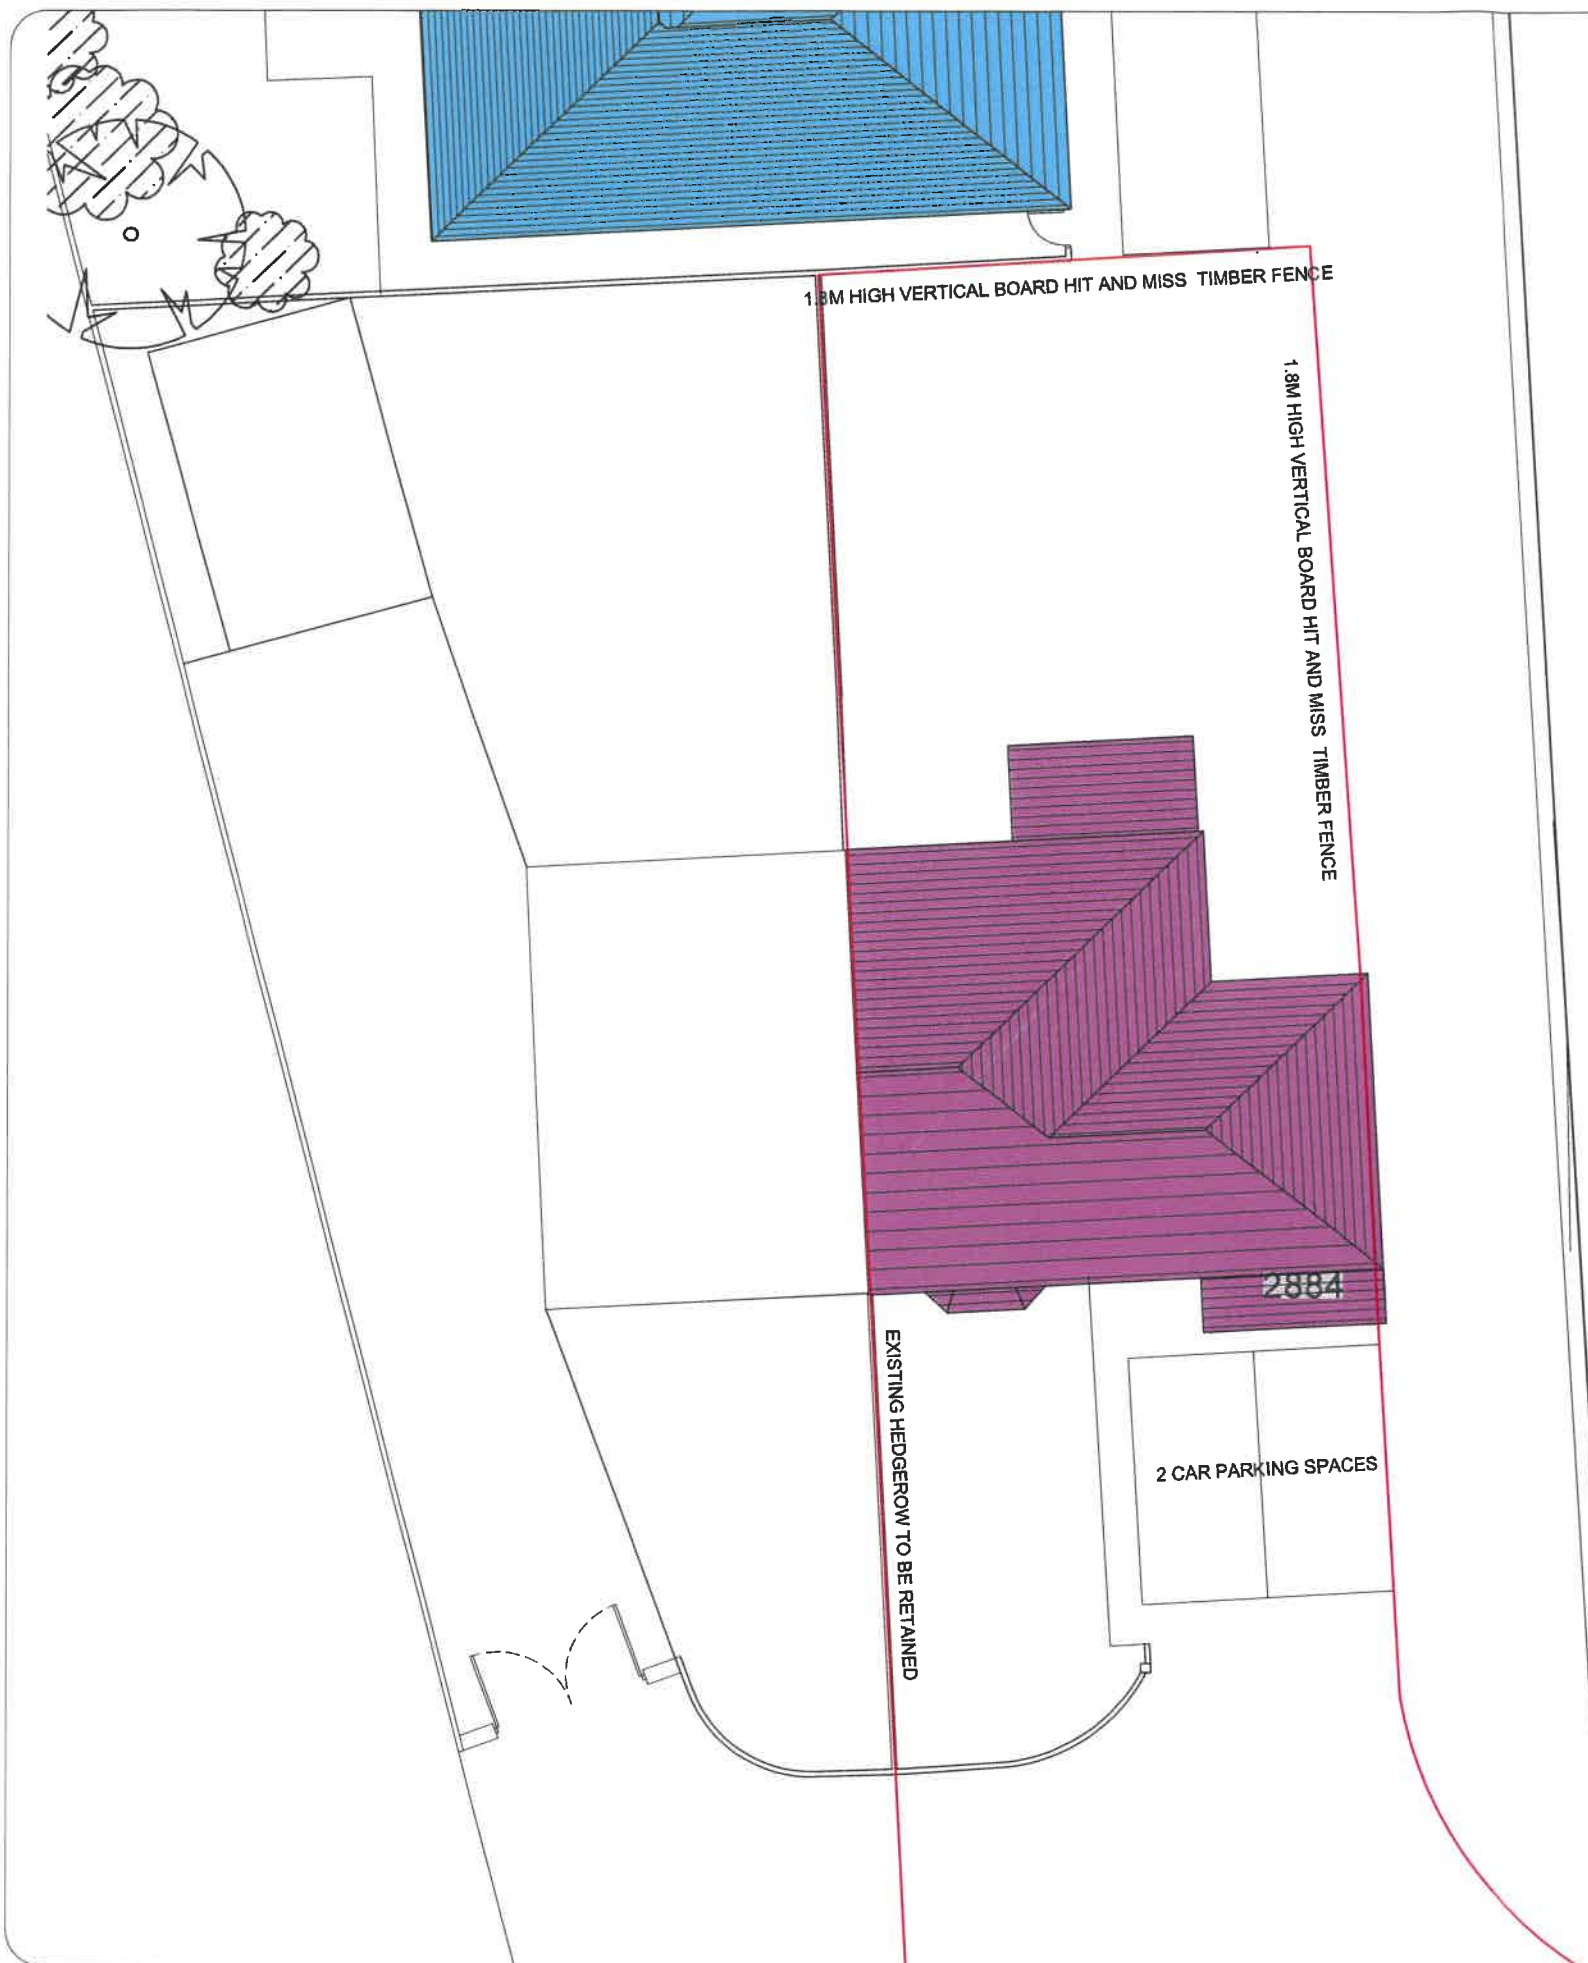 1.8M HIGH VERTICAL BOARD HIT AND MISS TIMBER FENCE
1.8M HIGH VERTICAL BOARD HIT AND MISS TIMBER FENCE
2884
EXISTING HEDGEROW TO BE RETAINED
2 CAR PARKING SPACES